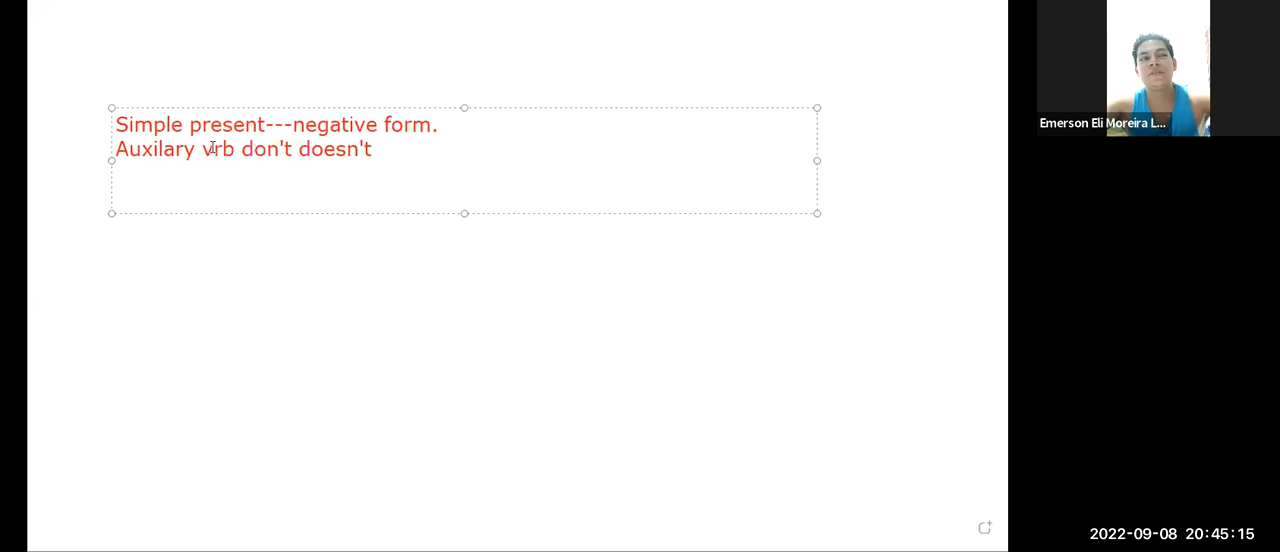 Simple present---negative form.
Auxilary vrb don't doesn't
Emerson Eli Moreira L...
2022-09-08 20:45:15